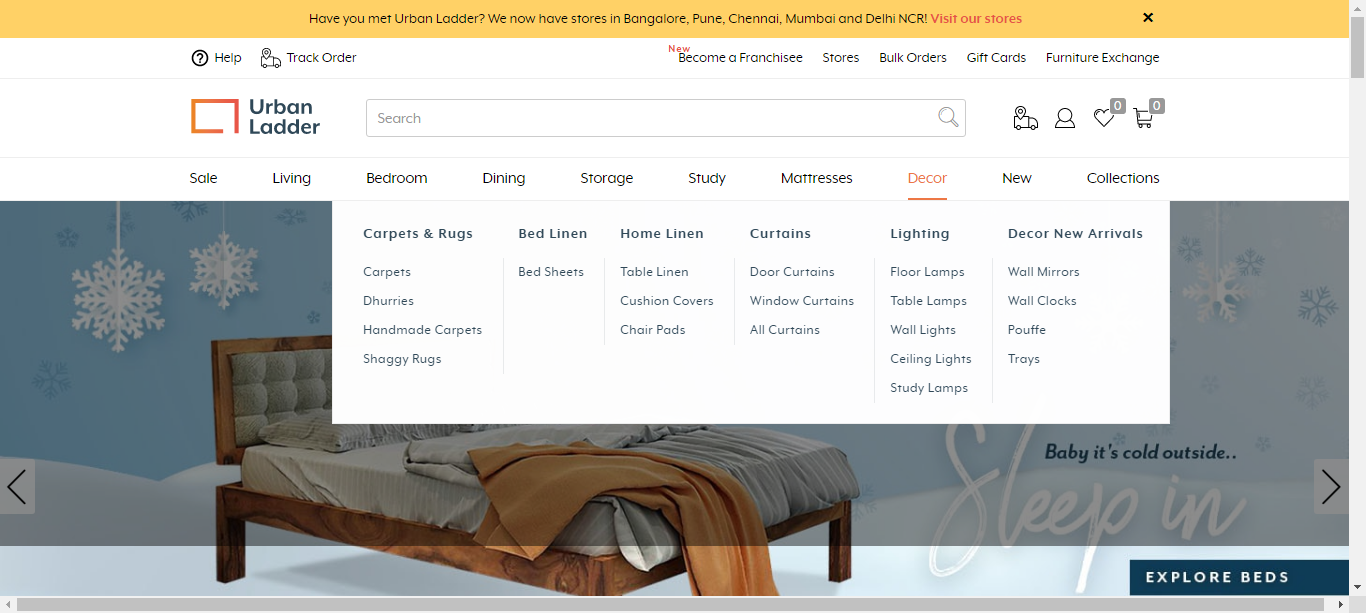 Have you met Urban Ladder? We now have stores in Bangalore, Pune, Chennai, Mumbai and Delhi NCR! Visit our stores
Help Track Order New Become a Franchisee Stores Bulk Orders Gift Cards Furniture Exchange
Urban
Ladder
Search
0 0
Sale Living Bedroom Dining Storage Study Mattresses Decor New Collections
Carpets & Rugs
Carpets
Dhurries
Handmade Carpets
Shaggy Rugs
Bed Linen
Bed Sheets
Home Linen
Table Linen
Cushion Covers
Chair Pads
Curtains
Door Curtains
Window Curtains
All Curtains
Lighting
Floor Lamps
Table Lamps
Wall Lights
Ceiling Lights
Study Lamps
Decor New Arrivals
Wall Mirrors
Wall Clocks
Pouffe
Trays
Baby it's cold outside..
Sleep in
EXPLORE BEDS